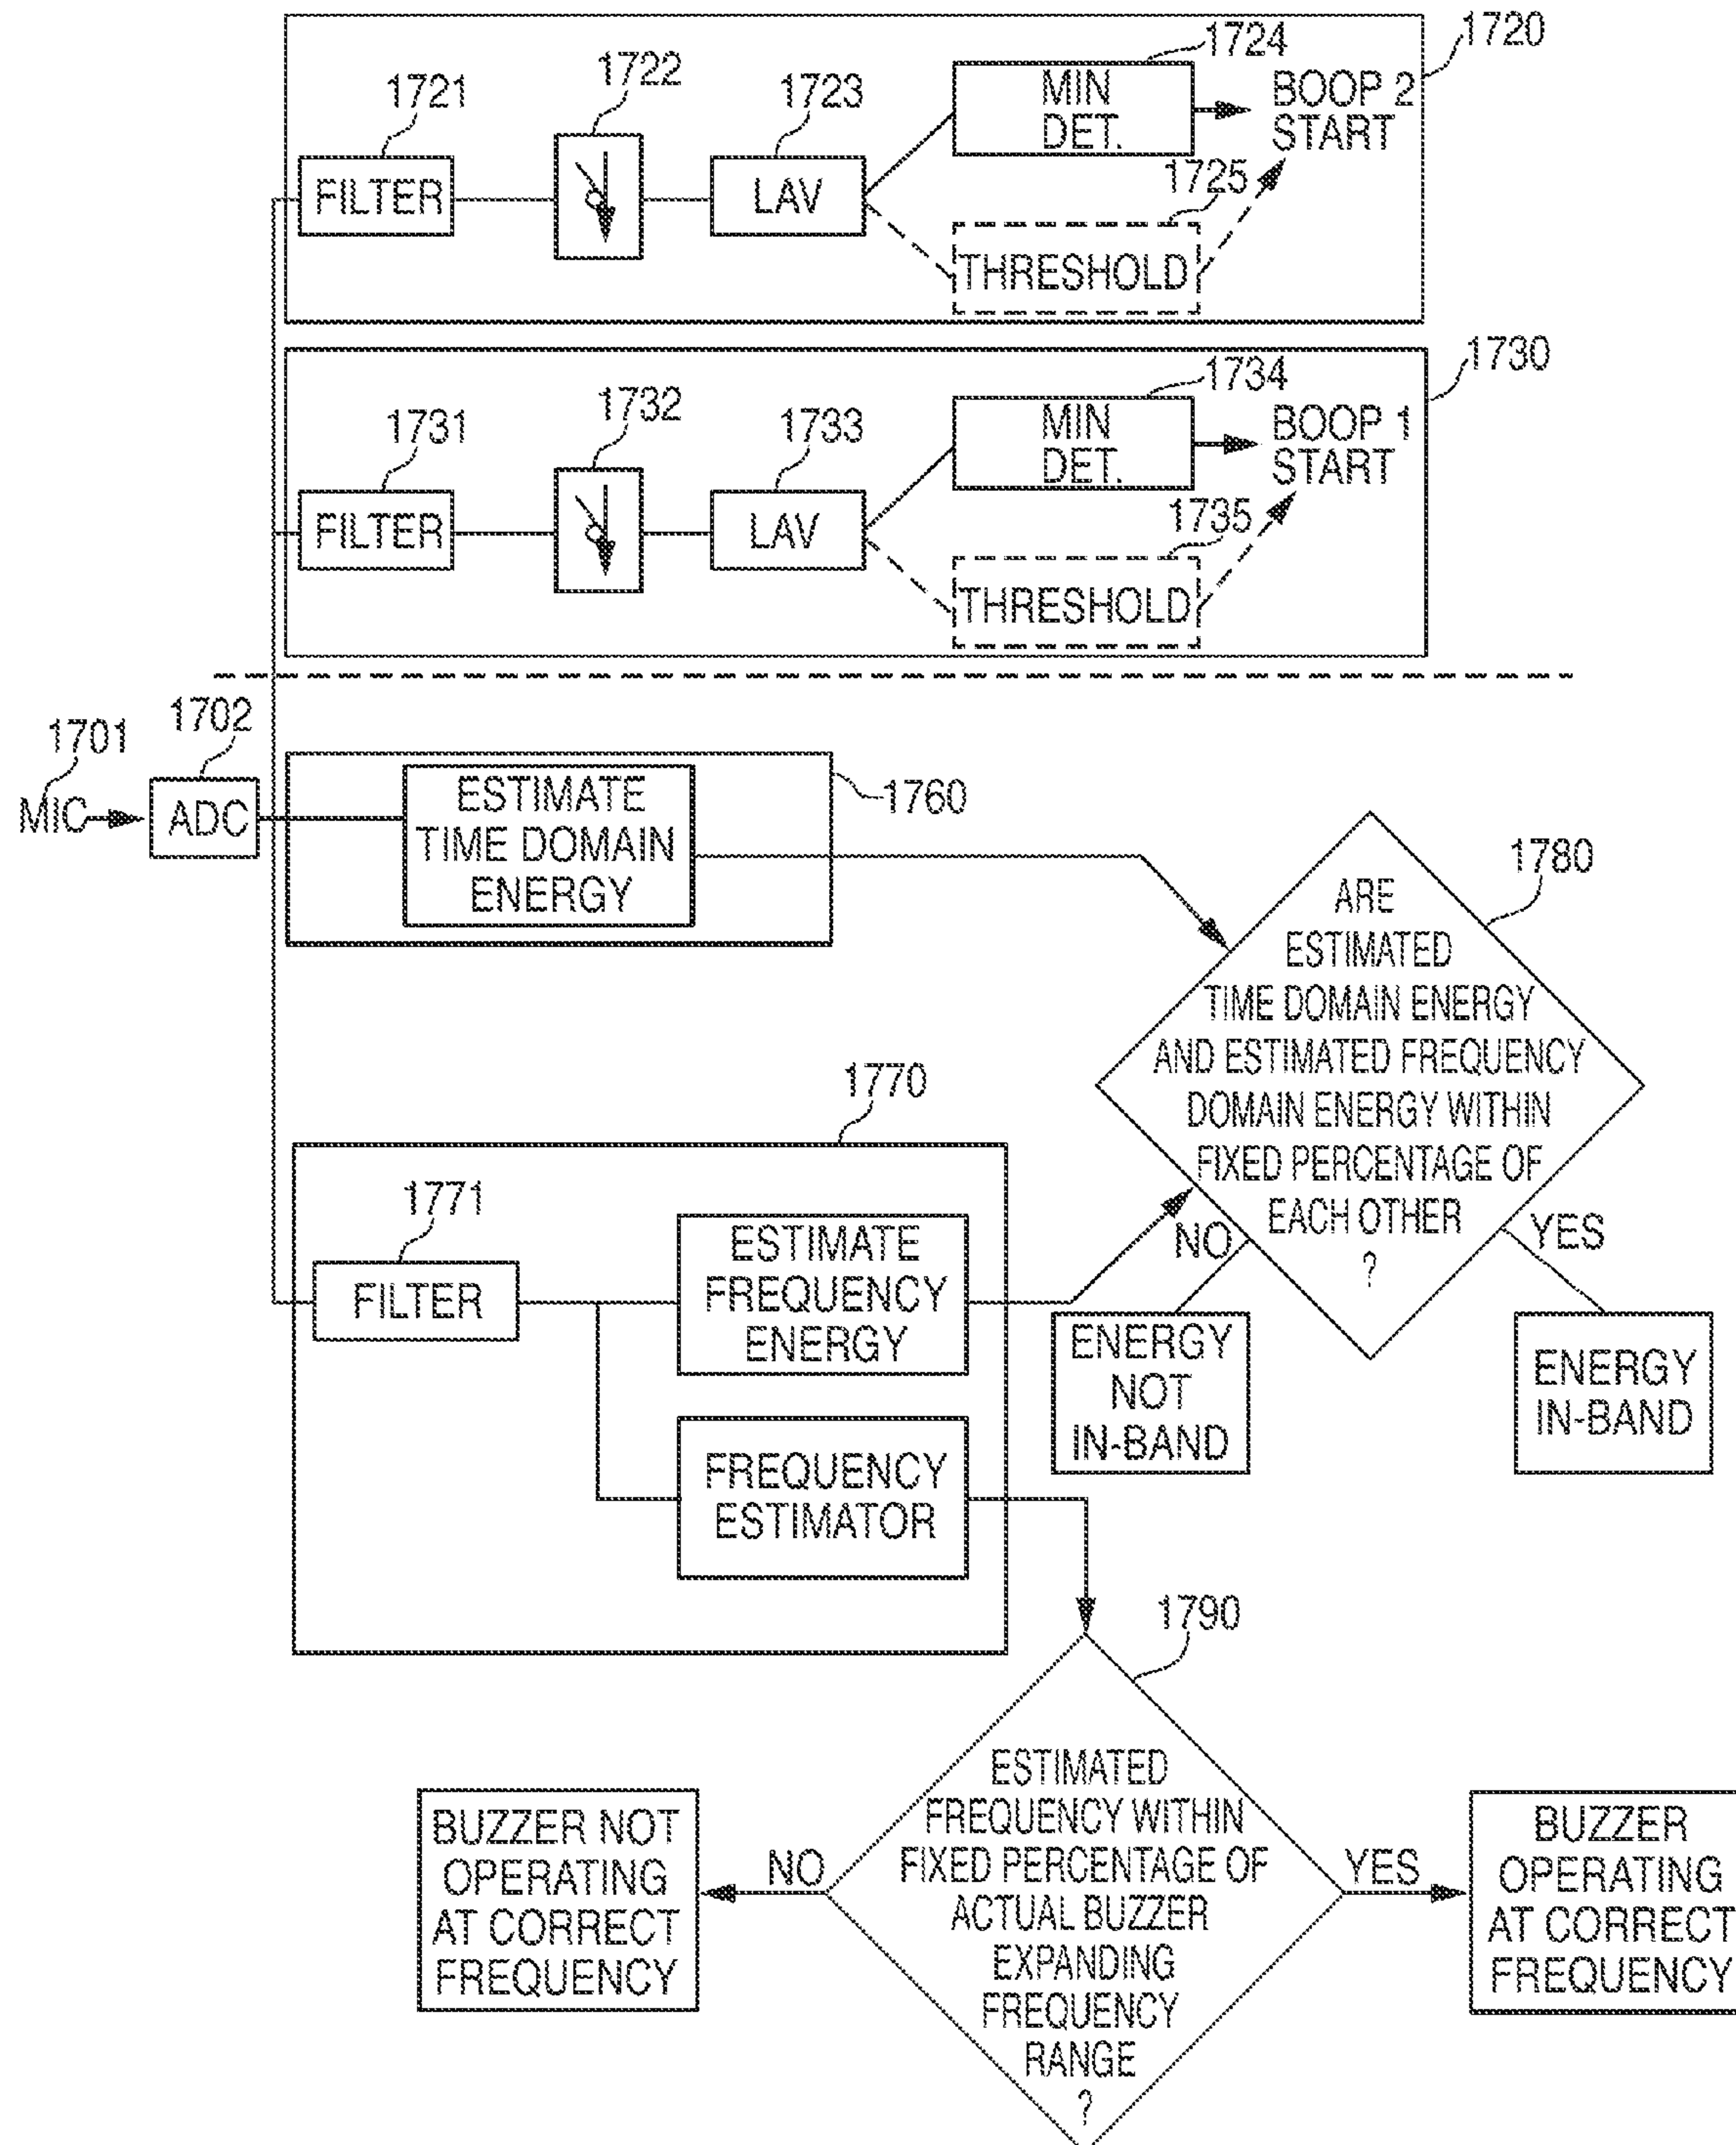 1720
1724
1722
1721
1723
MIN
DET.
BOOP 2
START
1725
FILTER
LAV
THRESHOLD
1730
1734
1732
1731
1733
MIN
DET.
BOOP 1
START
1735
FILTER
LAV
THRESHOLD
1702
1701
MIC
ADC
ESTIMATE
TIME DOMAIN
ENERGY
1760
1780
ARE
ESTIMATED
TIME DOMAIN ENERGY
AND ESTIMATED FREQUENCY
DOMAIN ENERGY WITHIN
FIXED PERCENTAGE OF
EACH OTHER
?
NO
YES
1770
1771
FILTER
ESTIMATE
FREQUENCY
ENERGY
ENERGY
NOT
IN-BAND
ENERGY
IN-BAND
FREQUENCY
ESTIMATOR
1790
ESTIMATED
FREQUENCY WITHIN
FIXED PERCENTAGE OF
ACTUAL BUZZER
EXPANDING
FREQUENCY
RANGE
?
NO
YES
BUZZER NOT
OPERATING
AT CORRECT
FREQUENCY
BUZZER
OPERATING
AT CORRECT
FREQUENCY